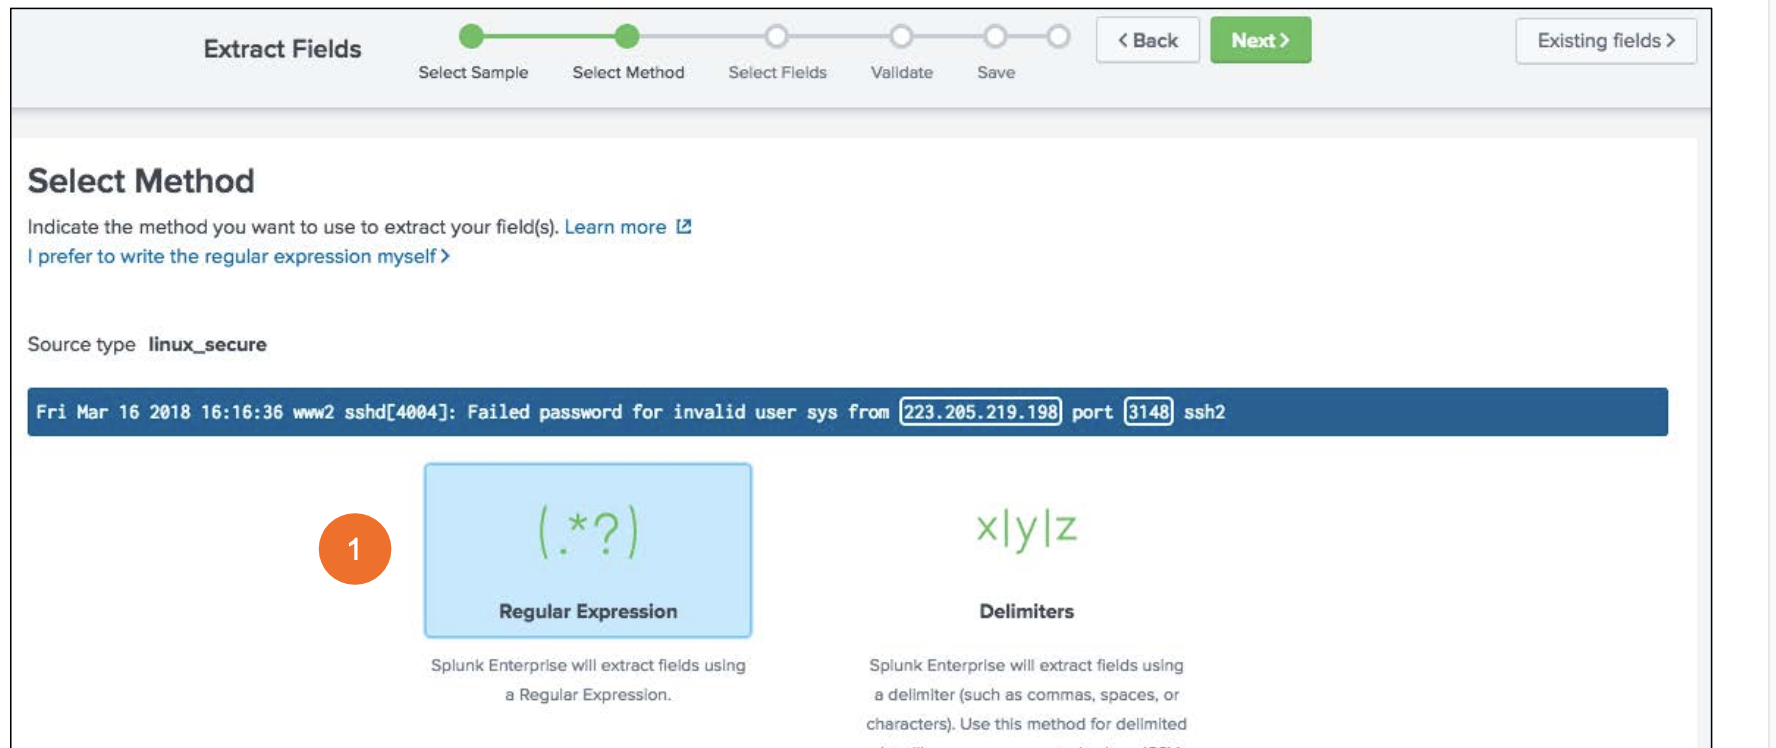 Extract Fields
Select Sample
Select Method
Select Fields
Validate
Save
< Back
Next >
Existing fields >
Select Method
Indicate the method you want to use to extract your field(s). Learn more
I prefer to write the regular expression myself >
Source type linux_secure
Fri Mar 16 2018 16:16:36 www2 sshd[4004]: Failed password for invalid user sys from 223.205.219.198 port 3148 ssh2
1
(.*?)
Regular Expression
Splunk Enterprise will extract fields using
a Regular Expression.
x|y|z
Delimiters
Splunk Enterprise will extract fields using
a delimiter (such as commas, spaces, or
characters). Use this method for delimited